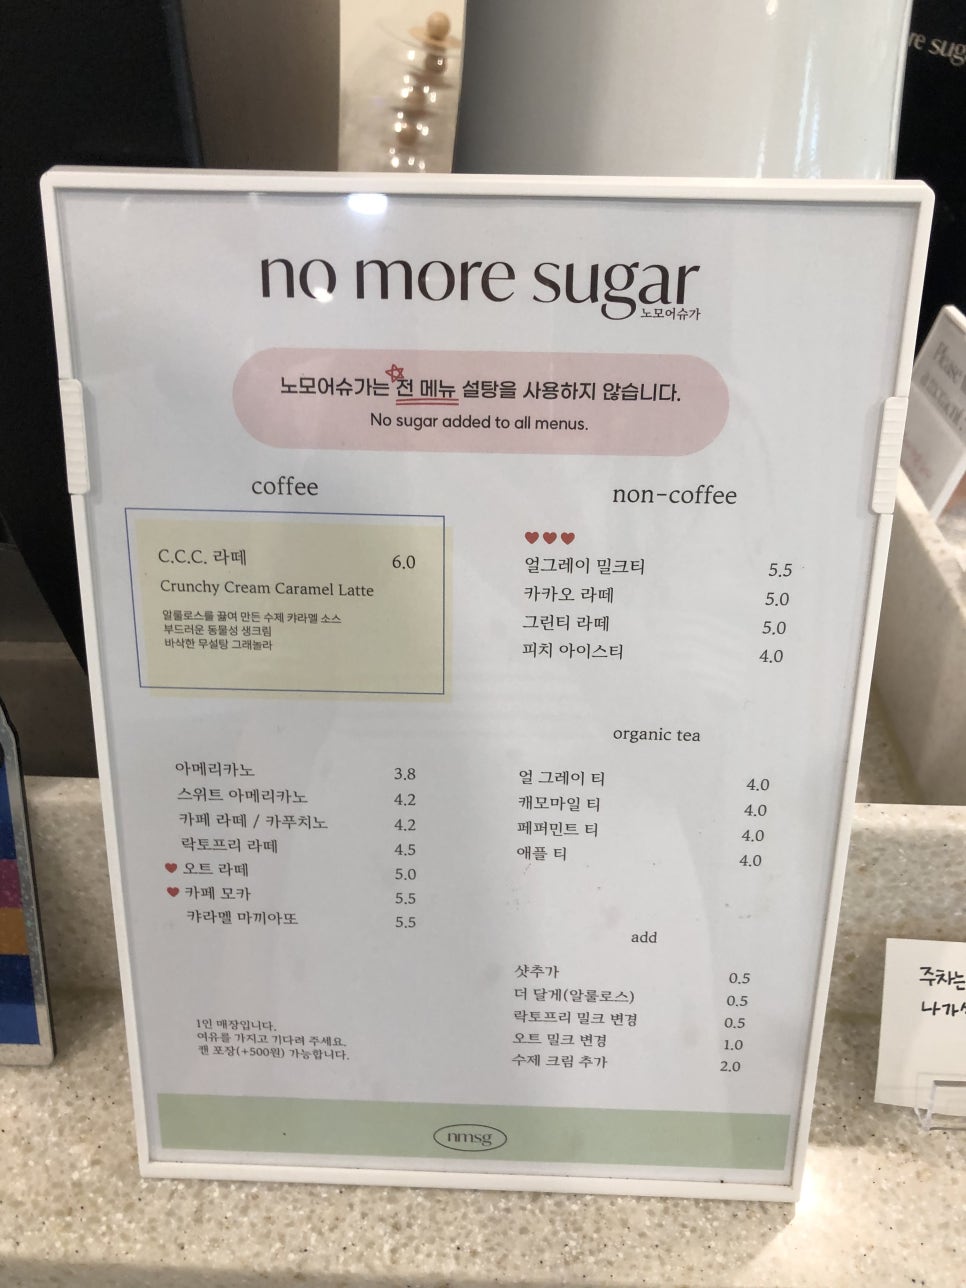 no more sugar
노모어슈가
노모어슈가는 전 메뉴 설탕을 사용하지 않습니다.
No sugar added to all menus.
coffee
C.C.C. 라떼 6.0
Crunchy Cream Caramel Latte
알룰로스를 끓여 만든 수제 캬라멜 소스
부드러운 동물성 생크림
바삭한 무설탕 그래놀라
아메리카노 3.8
스위트 아메리카노 4.2
카페 라떼 / 카푸치노 4.2
락토프리 라떼 4.5
오트 라떼 5.0
카페 모카 5.5
캬라멜 마끼아또 5.5
1인 매장입니다.
여유를 가지고 기다려 주세요.
캔 포장(+500원) 가능합니다.
non-coffee
얼그레이 밀크티 5.5
카카오 라떼 5.0
그린티 라떼 5.0
피치 아이스티 4.0
organic tea
얼 그레이 티 4.0
캐모마일 티 4.0
페퍼민트 티 4.0
애플 티 4.0
add
샷추가 0.5
더 달게(알룰로스) 0.5
락토프리 밀크 변경 0.5
오트 밀크 변경 1.0
수제 크림 추가 2.0
nmsg
re sug
Please
주차는
나가